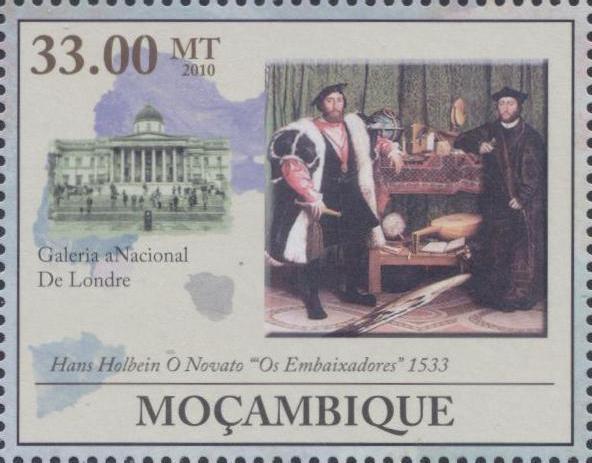 33.00 MT
2010
Galeria aNacional
De Londre
Hans Holbein O Novato '"Os Embaixadores" 1533
MOÇAMBIQUE